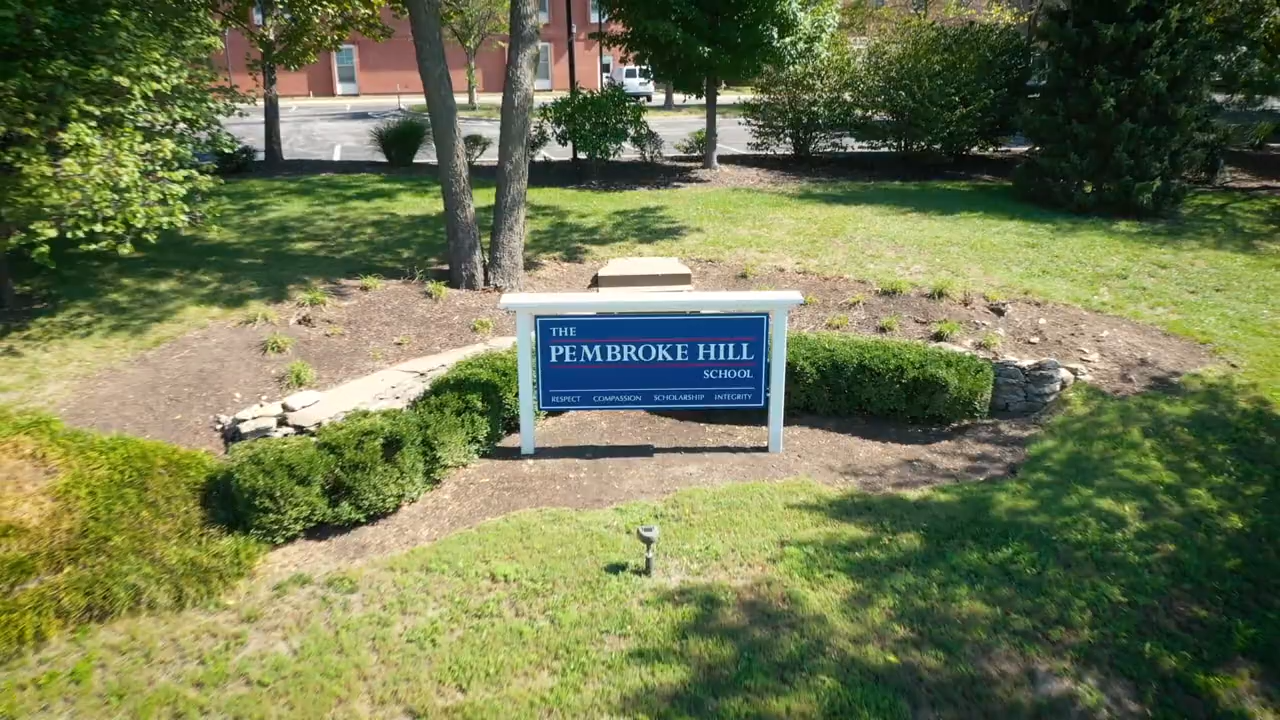 THE
PEMBROKE HILL
SCHOOL
RESPECT COMPASSION SCHOLARSHIP INTEGRITY